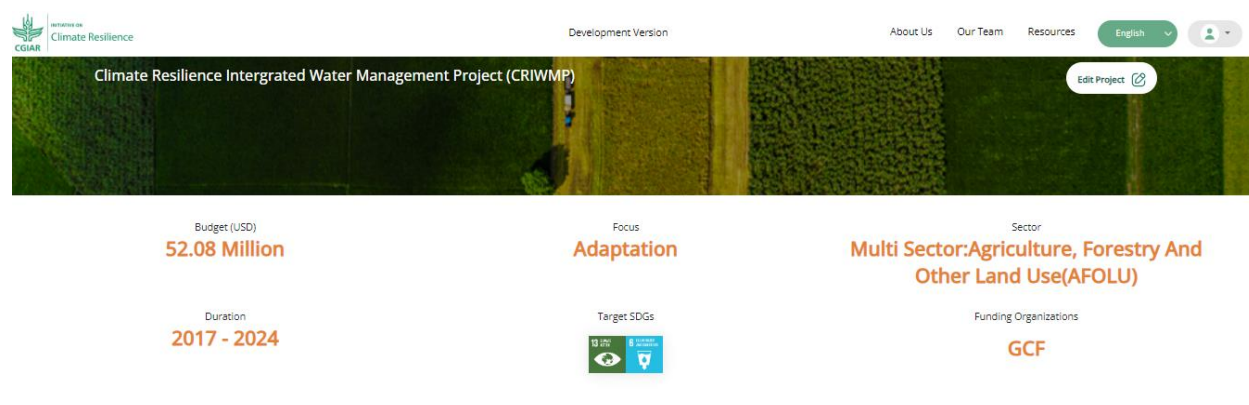 INITIATIVE ON
Climate Resilience
CGIAR
Development Version
About Us
Our Team
Resources
English
Climate Resilience Intergrated Water Management Project (CRIWMP)
Edit Project
Budget (USD)
52.08 Million
Focus
Adaptation
Sector
Multi Sector:Agriculture, Forestry And
Other Land Use(AFOLU)
Duration
2017 - 2024
Target SDGs
13 CLIMATE
ACTION
6
Funding Organizations
GCF